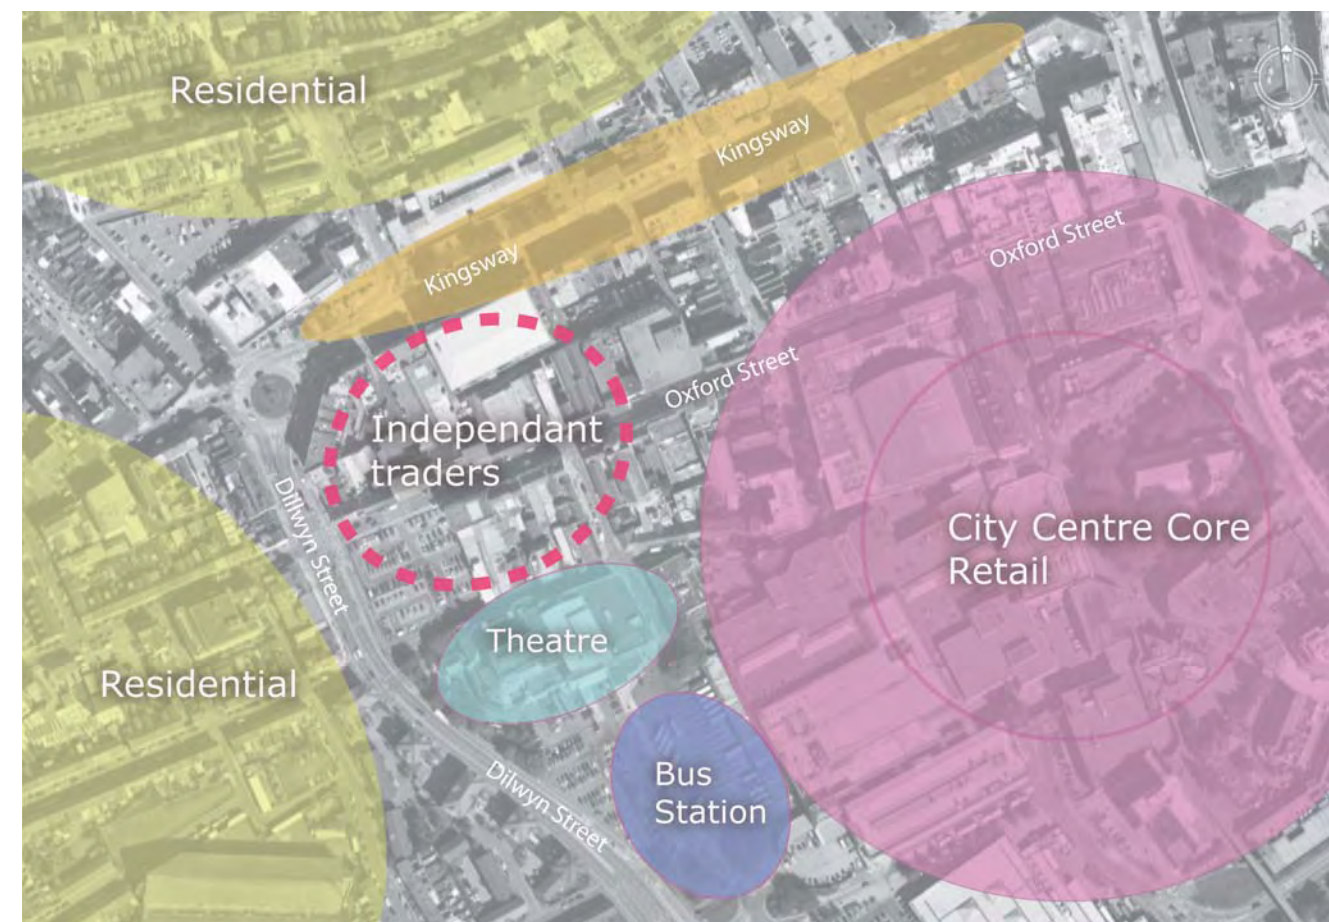 Residential
Kingsway
N
Kingsway
Oxford Street
Oxford Street
Independant
traders
Dillwyn Street
City Centre Core
Retail
Theatre
Residential
Bus
Station
Dilwyn Street